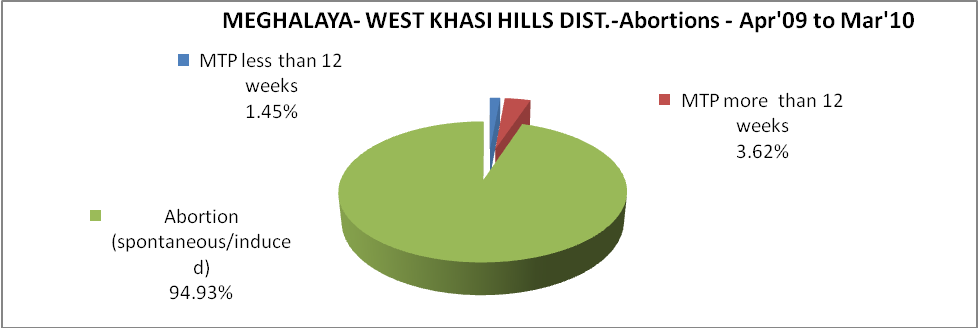 MEGHALAYA- WEST KHASI HILLS DIST.-Abortions - Apr'09 to Mar'10
MTP less than 12
weeks
1.45%
MTP more than 12
weeks
3.62%
Abortion
(spontaneous/induce
d)
94.93%